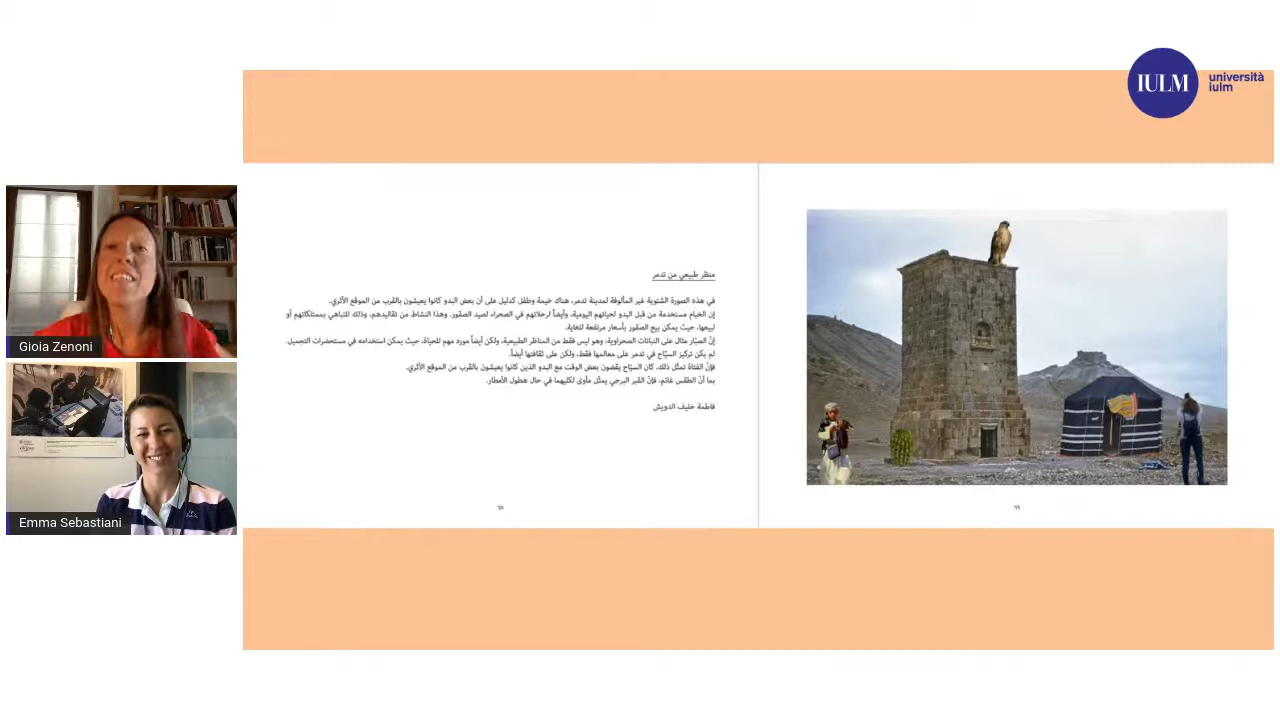 IULM
università
iulm
منظر طبيعي من تدمر
في هذه الصورة الشتوية غير المألوفة لمدينة تدمر، هناك خيمة وطفل كدليل على أن بعض البدو كانوا يعيشون بالقرب من الموقع الأثري.
إن الخيام مستخدمة من قبل البدو لحياتهم اليومية، وأيضاً لرحلاتهم في الصحراء لصيد الصقور. وهذا النشاط من تقاليدهم، وذلك للتباهي بممتلكاتهم أو
لبيعها، حيث يمكن بيع الصقور بأسعار مرتفعة للغاية.
إنّ الصبّار مثال على النباتات الصحراوية: وهو ليس فقط من المناظر الطبيعية، ولكن أيضاً مورد مهم للحياة، حيث يمكن استخدامه في مستحضرات التجميل.
لم يكن تركيز السيّاح في تدمر على معالمها فقط، ولكن على ثقافتها أيضاً.
فإنّ الفتاة تمثّل ذلك. كان السيّاح يقضون بعض الوقت مع البدو الذين كانوا يعيشون بالقرب من الموقع الأثري.
بما أنّ الطقس غائم، فإنّ القبر البرجي يمثّل مأوى لكليهما في حال هطول الأمطار.
فاطمة خليف الدويش
٦٨
٦٩
Gioia Zenoni
Emma Sebastiani